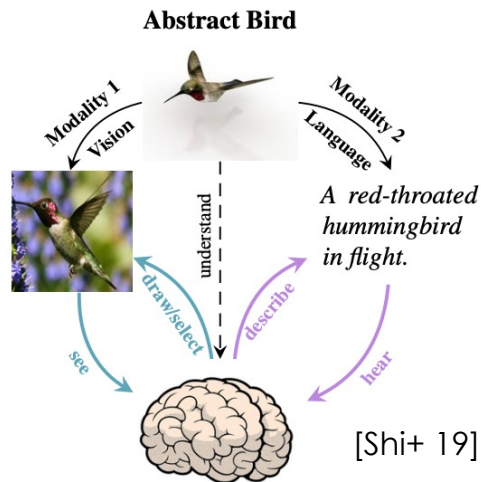 Abstract Bird
Modality 1
Vision
Modality 2
Language
A red-throated
hummingbird
in flight.
understand
draw/select
describe
see
hear
[Shi+ 19]